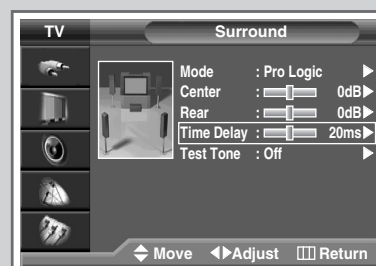 TV Surround
Mode : Pro Logic
Center : 0dB
Rear : 0dB
Time Delay : 20ms
Test Tone : Off
Move Adjust Return